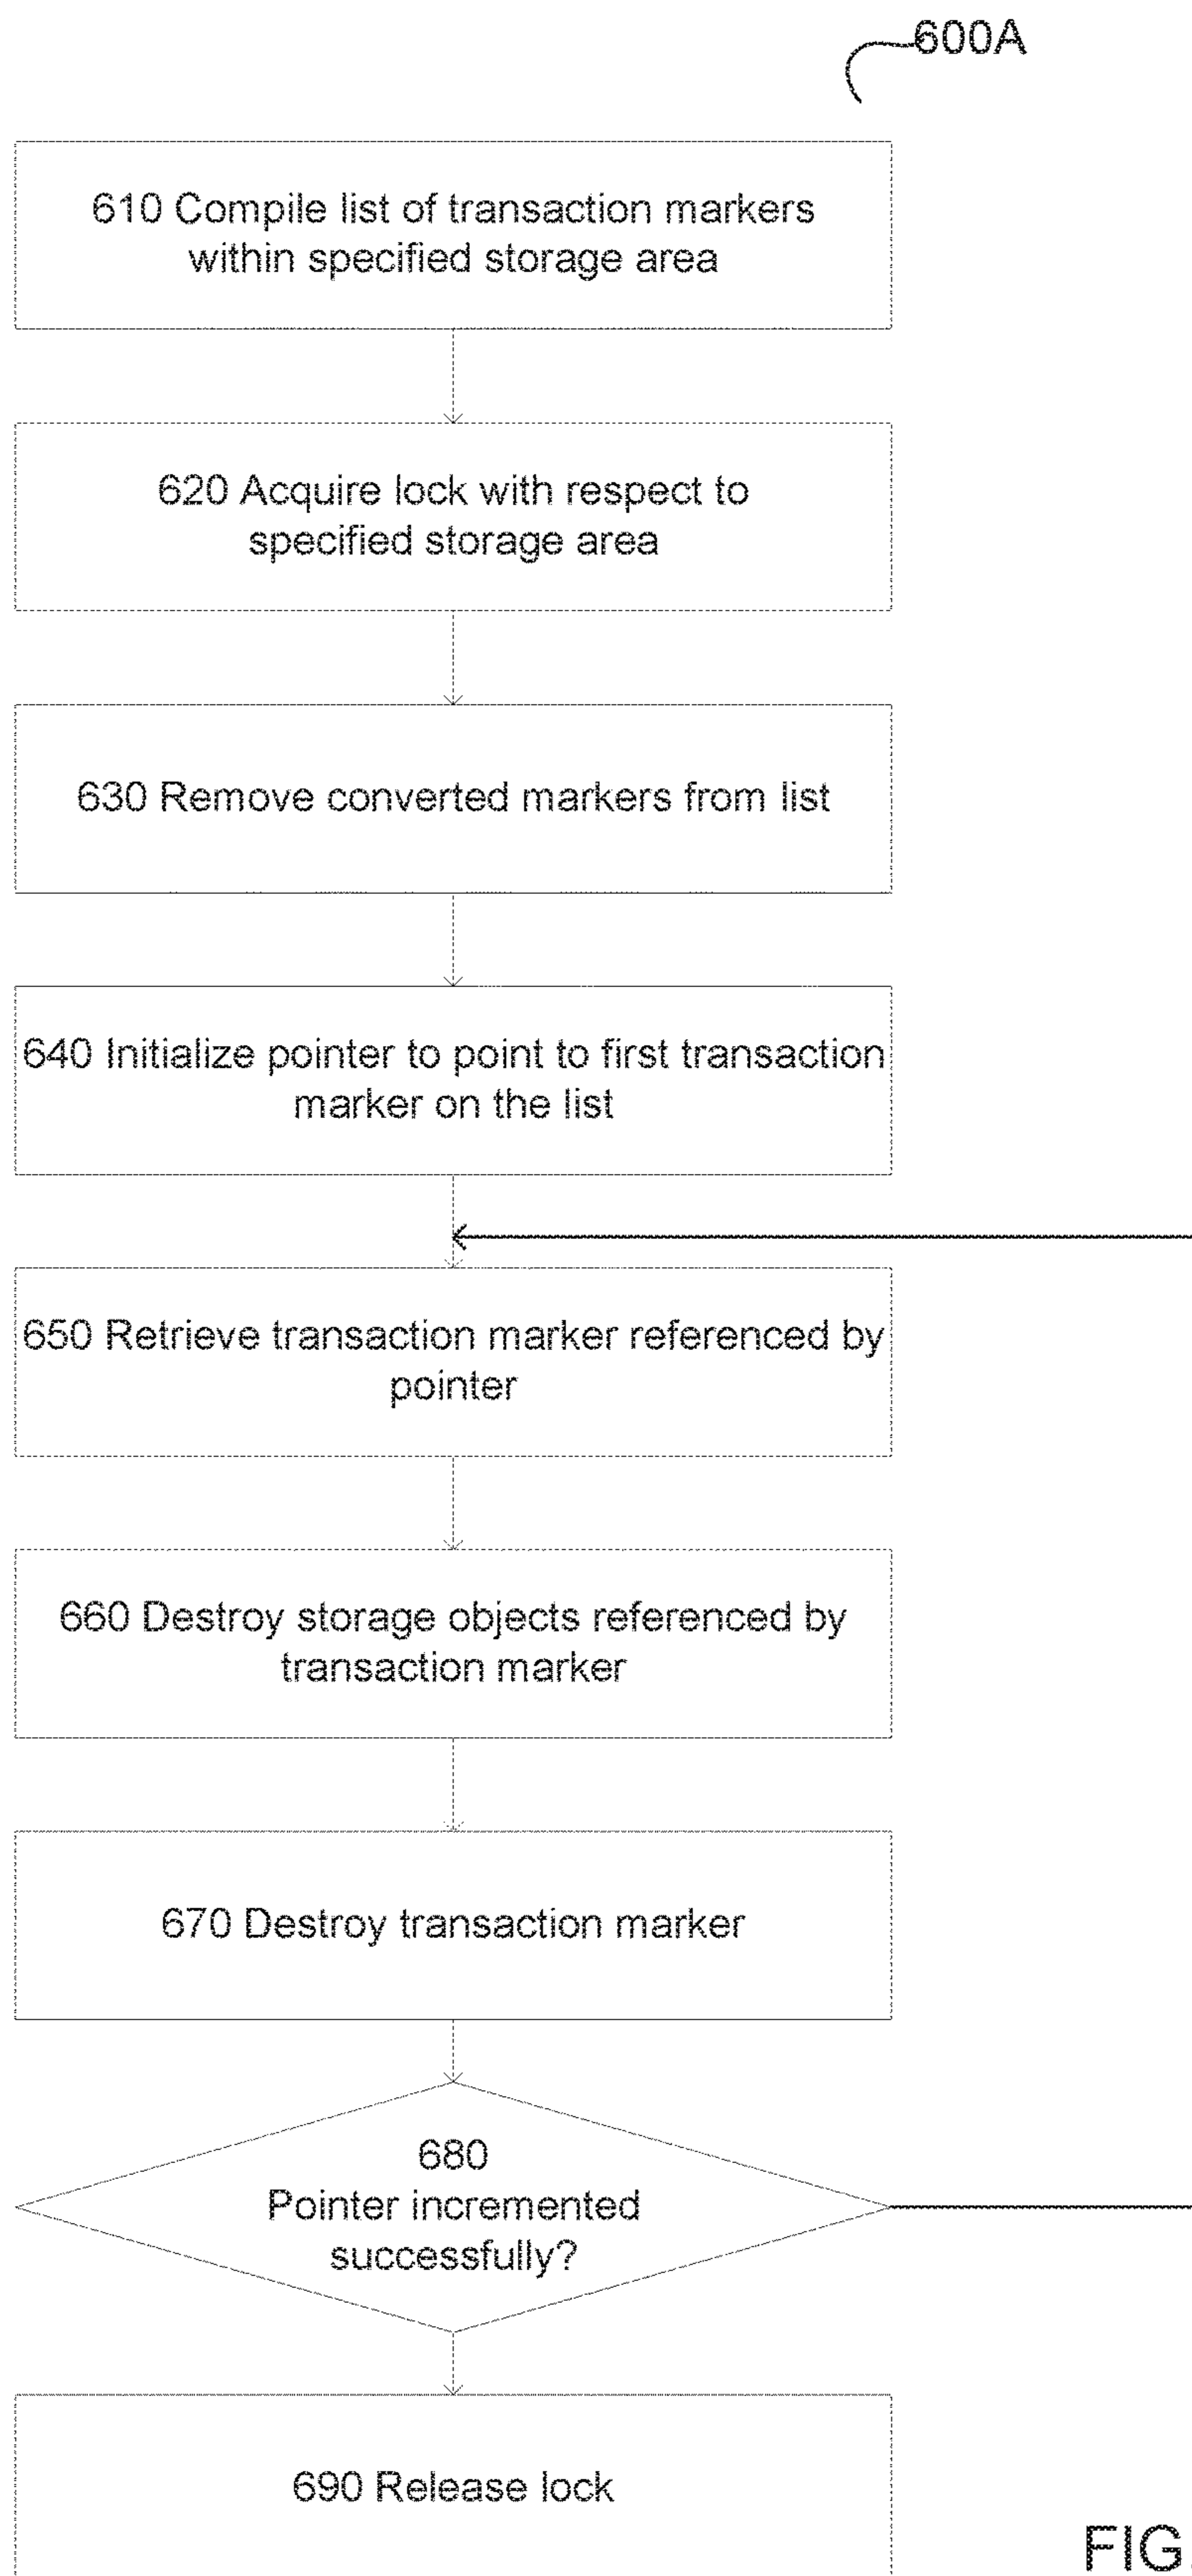 600A
610 Compile list of transaction markers
within specified storage area
620 Acquire lock with respect to
specified storage area
630 Remove converted markers from list
640 Initialize pointer to point to first transaction
marker on the list
650 Retrieve transaction marker referenced by
pointer
660 Destroy storage objects referenced by
transaction marker
670 Destroy transaction marker
680
Pointer incremented
successfully?
690 Release lock
FIG.